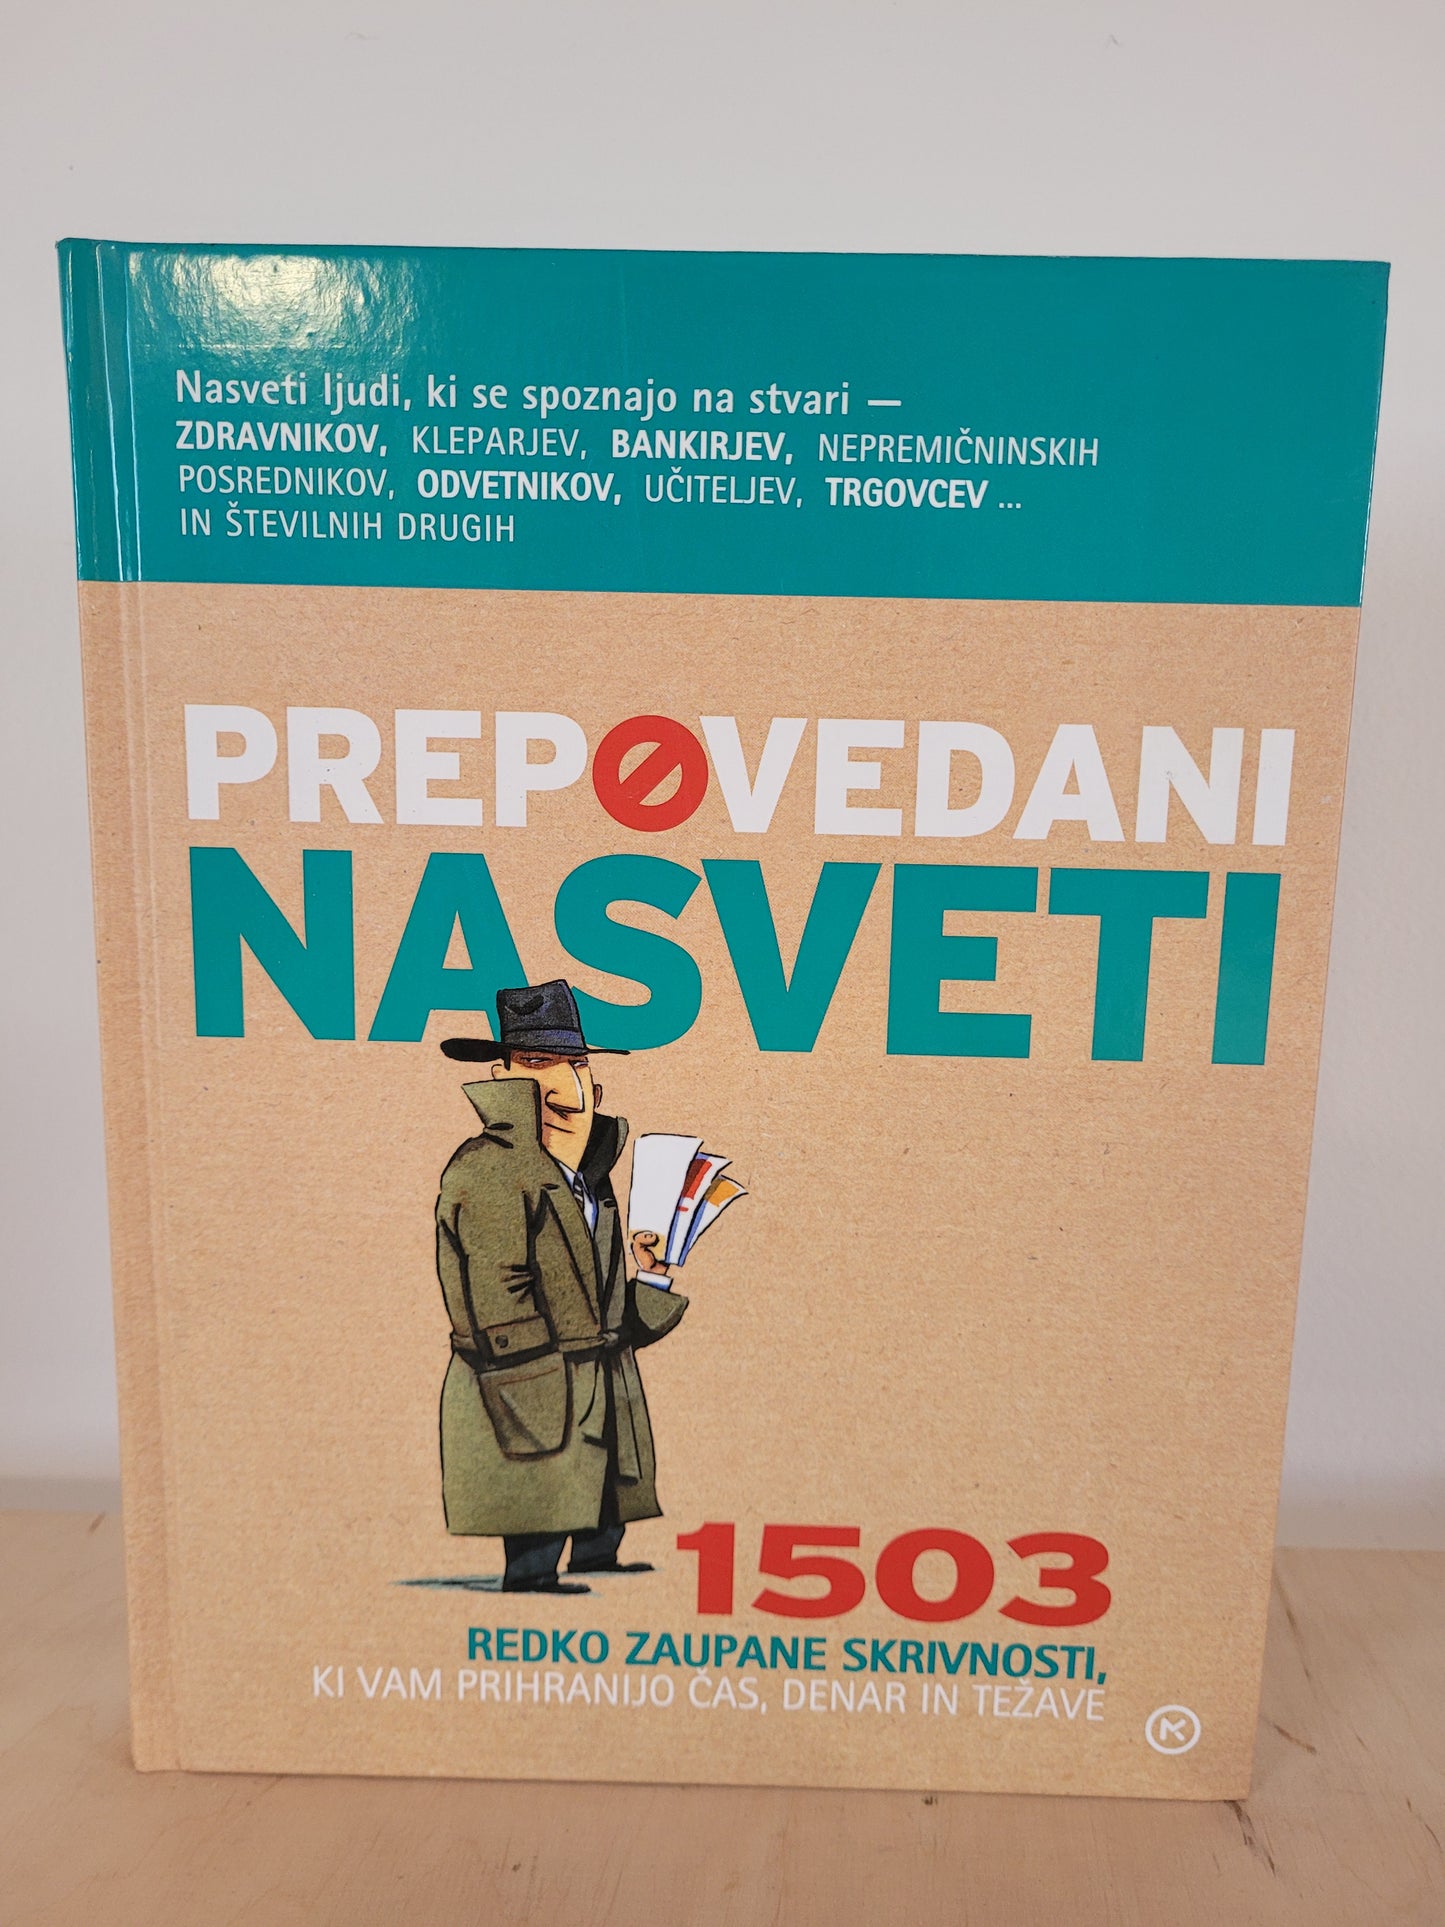 Nasveti ljudi, ki se spoznajo na stvari —
ZDRAVNIKOV, KLEPARJEV, BANKIRJEV, NEPREMIČNINSKIH
POSREDNIKOV, ODVETNIKOV, UČITELJEV, TRGOVCEV ...
IN ŠTEVILNIH DRUGIH
PREPOVEDANI
NASVETI
1503
REDKO ZAUPANE SKRIVNOSTI,
KI VAM PRIHRANIJO ČAS, DENAR IN TEŽAVE